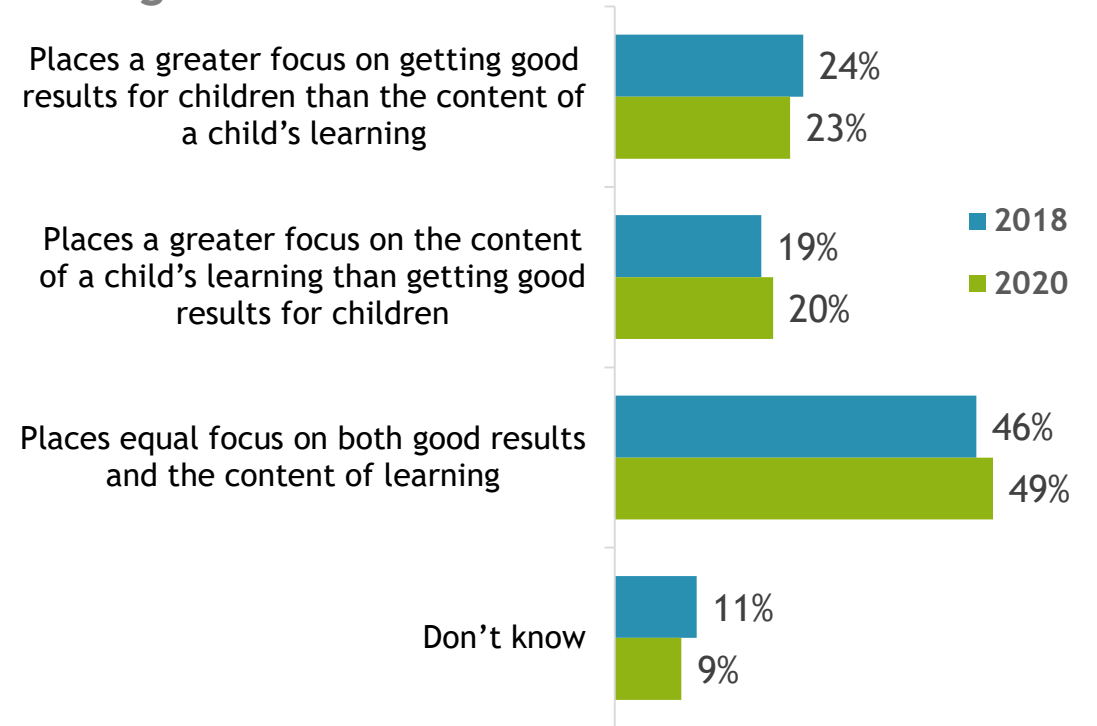 Places a greater focus on getting good
results for children than the content of
a child's learning
24%
23%
Places a greater focus on the content
of a child's learning than getting good
results for children
19%
20%
2018
2020
Places equal focus on both good results
and the content of learning
46%
49%
Don't know
11%
9%